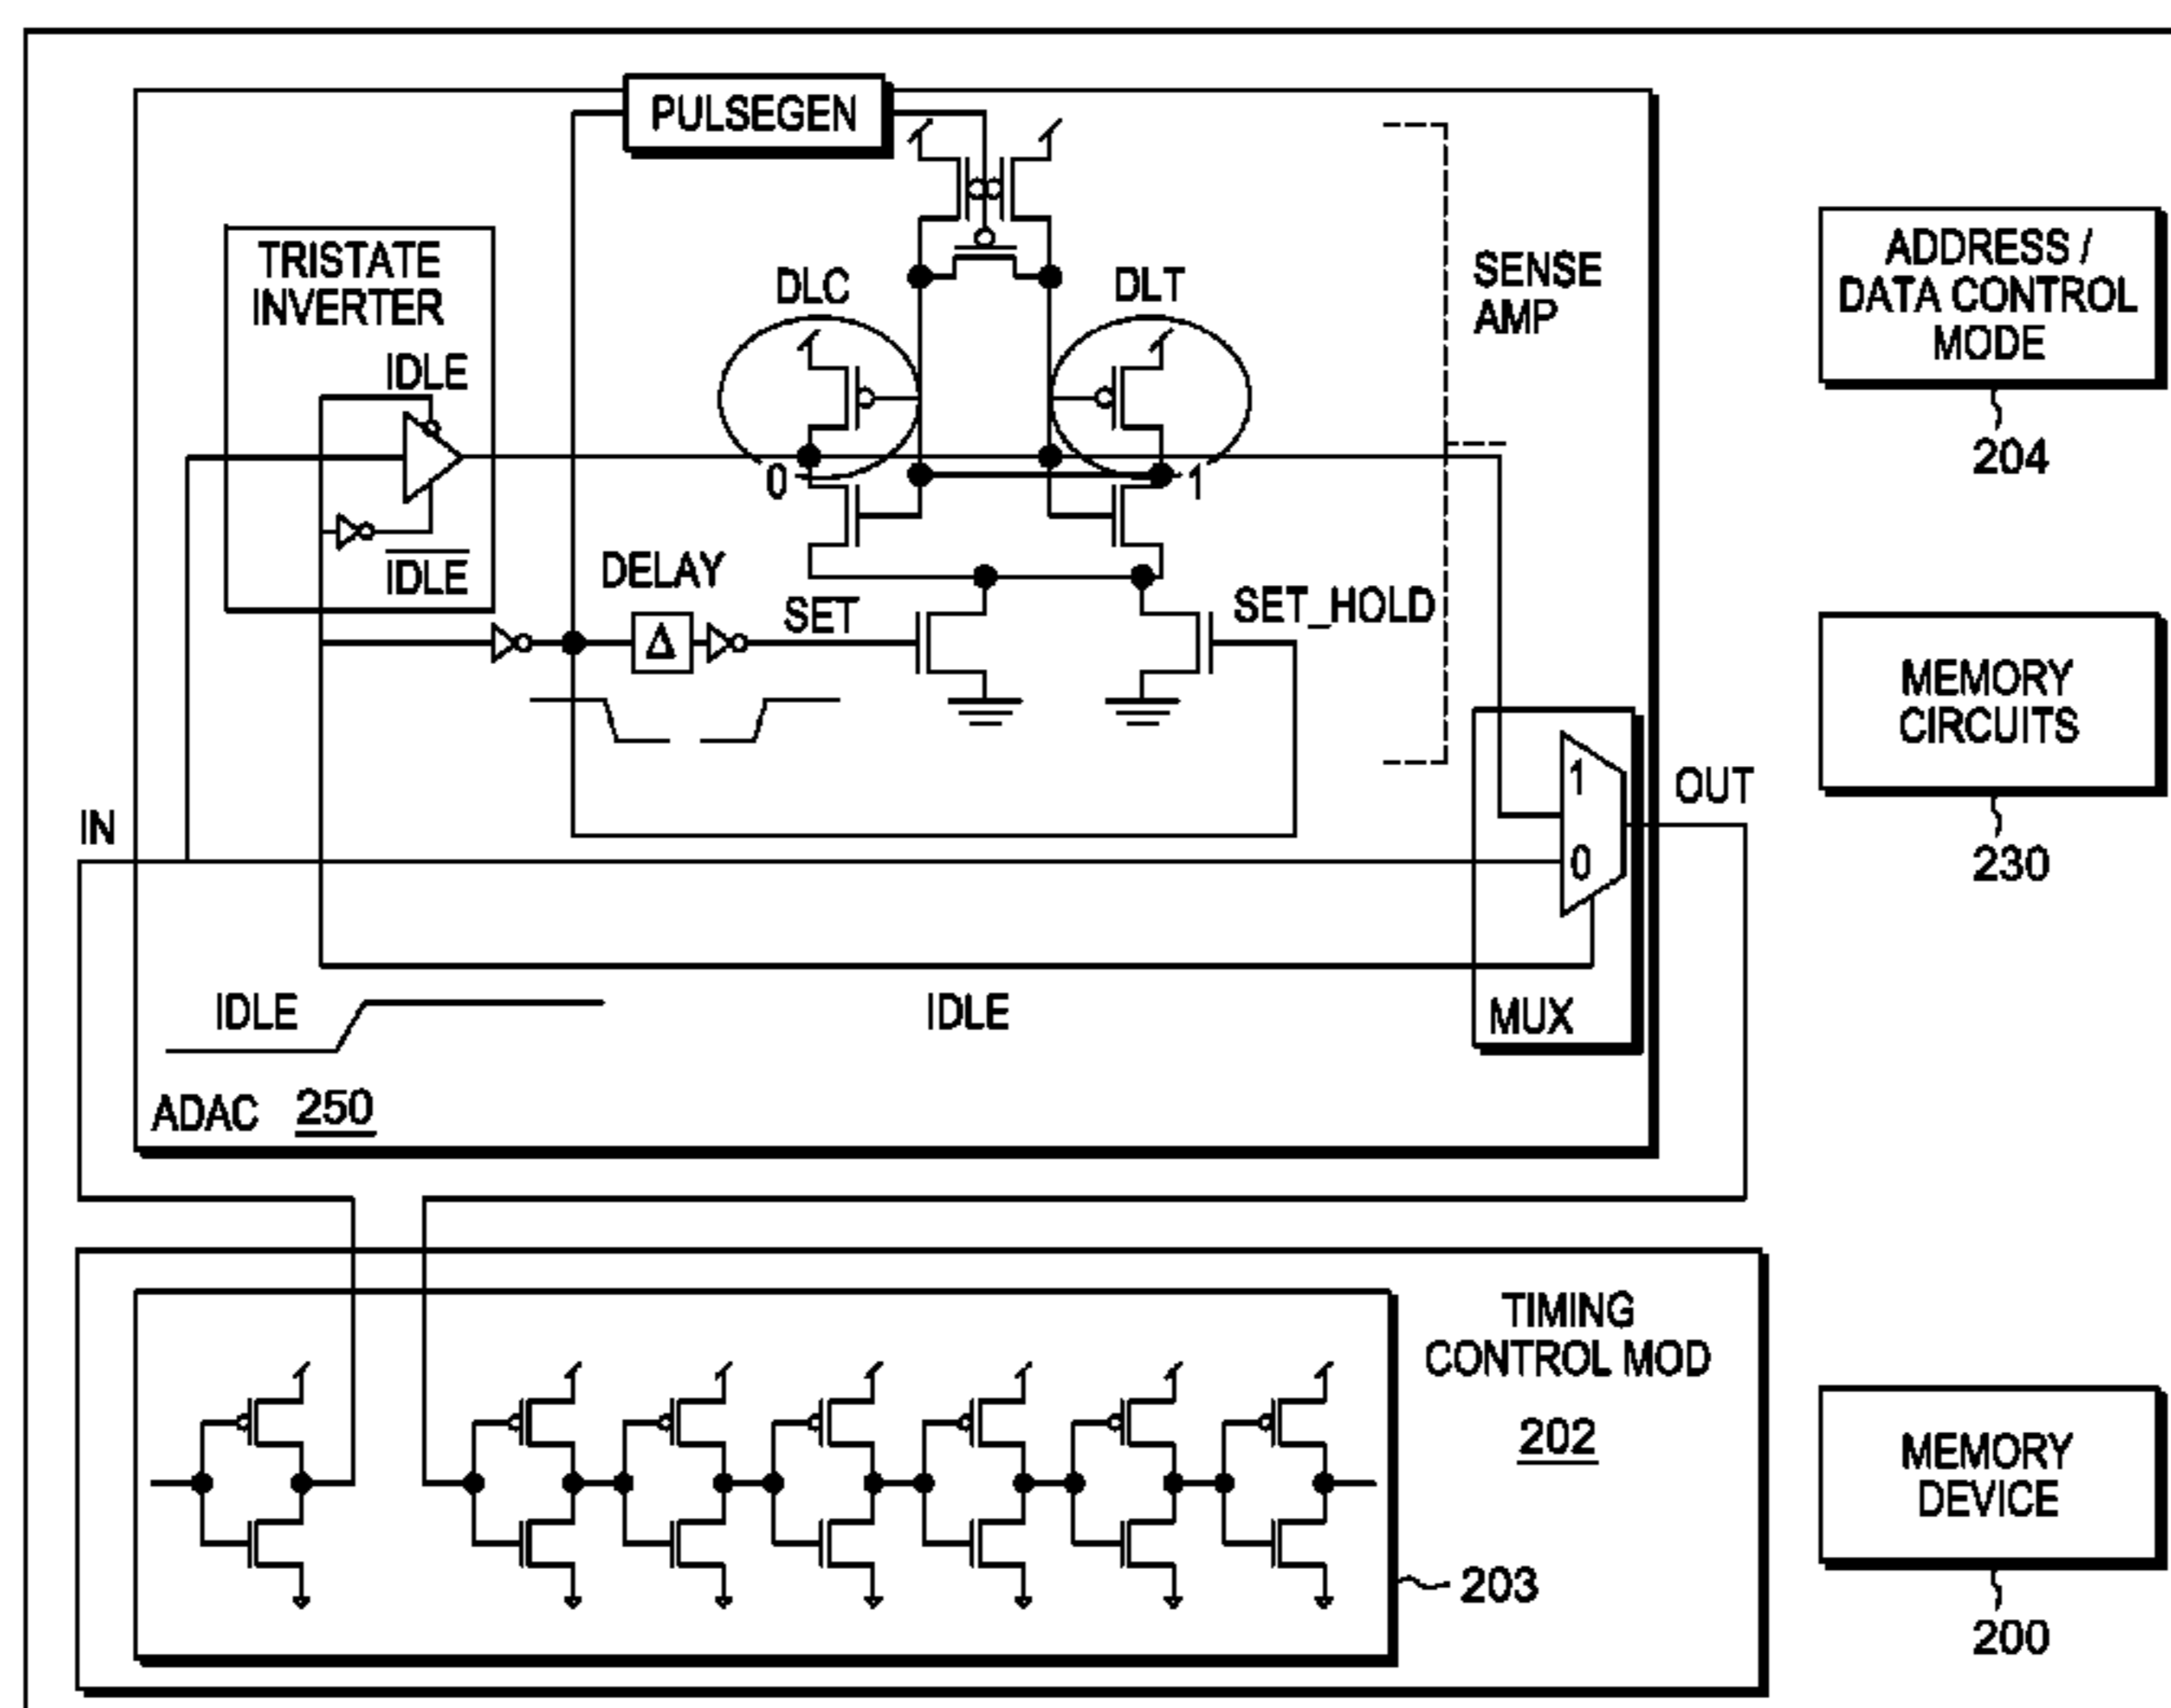 PULSEGEN
TRISTATE
INVERTER
IDLE
IDLE
DLC
DLT
0
1
SENSE
AMP
DELAY
Δ
SET
SET_HOLD
IN
1
0
OUT
MUX
IDLE
IDLE
ADAC 250
ADDRESS /
DATA CONTROL
MODE
204
MEMORY
CIRCUITS
230
TIMING
CONTROL MOD
202
203
MEMORY
DEVICE
200